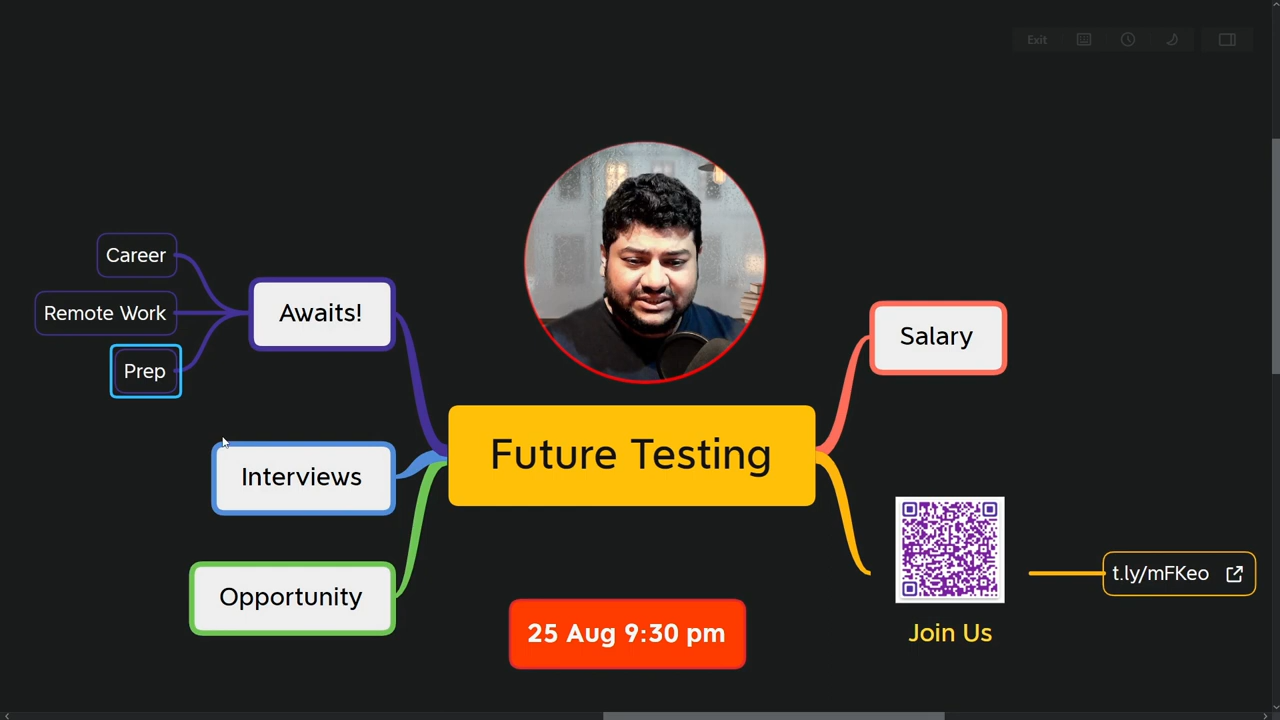 Exit
Career
Remote Work
Prep
Awaits!
Interviews
Opportunity
Future Testing
25 Aug 9:30 pm
Salary
Join Us
t.ly/mFKeo